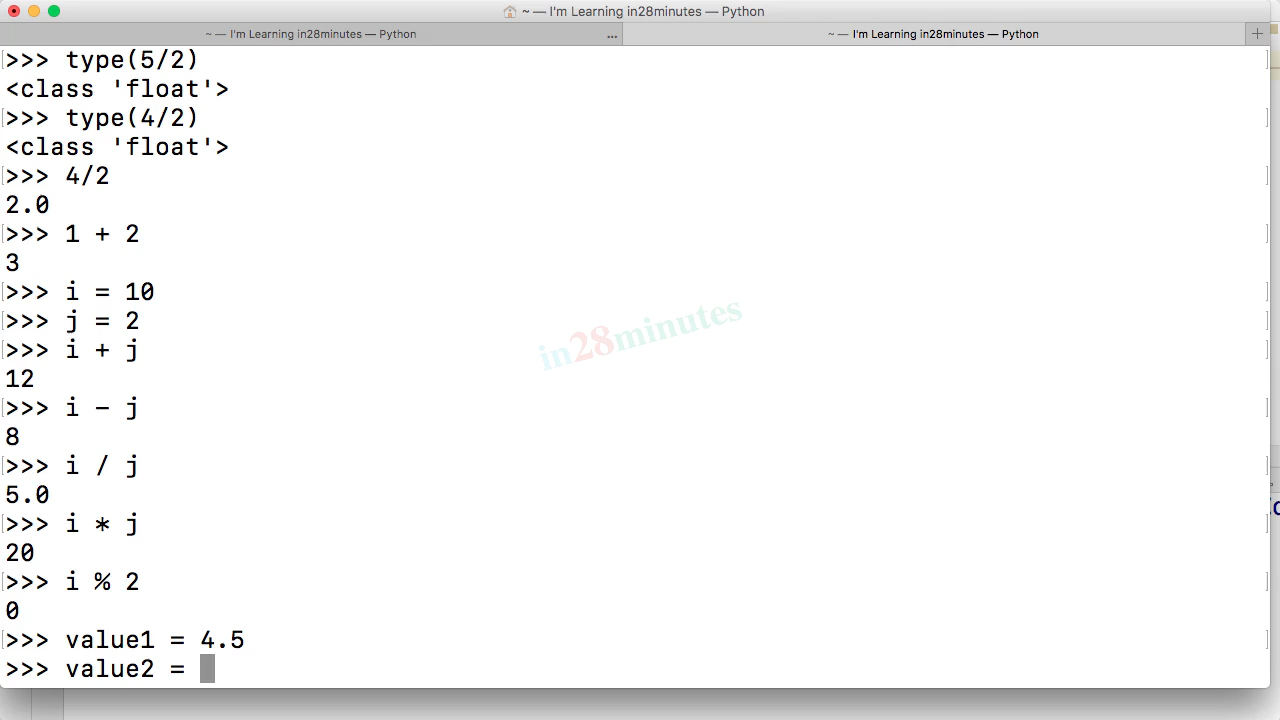 ~ — I'm Learning in28minutes — Python
~ — I'm Learning in28minutes — Python ...
~ — I'm Learning in28minutes — Python +
>>> type(5/2)
<class 'float'>
>>> type(4/2)
<class 'float'>
>>> 4/2
2.0
>>> 1 + 2
3
>>> i = 10
>>> j = 2
>>> i + j
12
>>> i - j
8
>>> i / j
5.0
>>> i * j
20
>>> i % 2
0
>>> value1 = 4.5
>>> value2 =
in28minutes